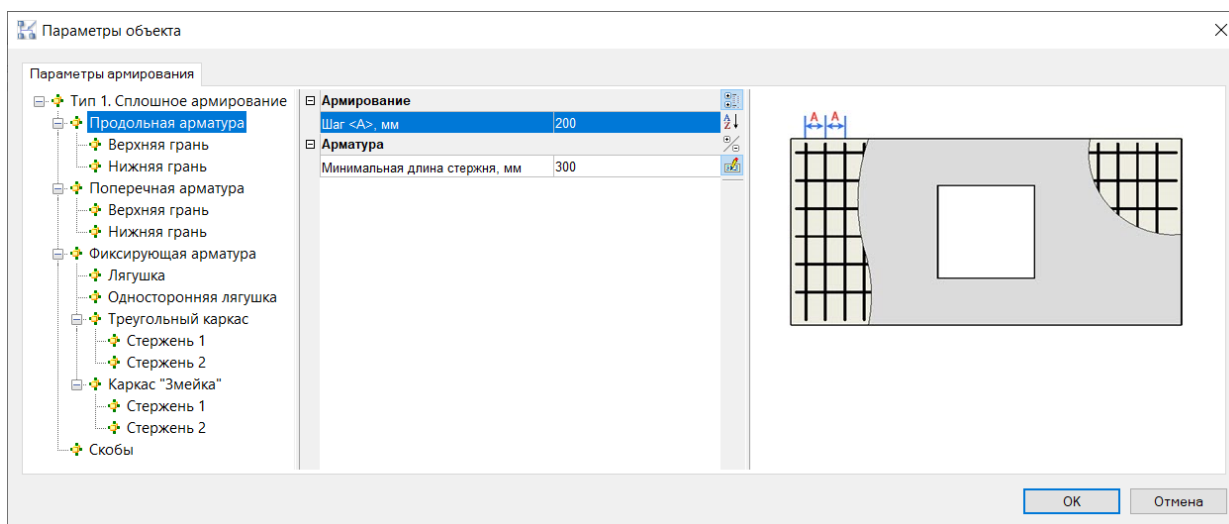 Параметры объекта
Параметры армирования
Тип 1. Сплошное армирование
Продольная арматура
Верхняя грань
Нижняя грань
Поперечная арматура
Верхняя грань
Нижняя грань
Фиксирующая арматура
Лягушка
Односторонняя лягушка
Треугольный каркас
Стержень 1
Стержень 2
Каркас "Змейка"
Стержень 1
Стержень 2
Скобы
Армирование
Шаг <А>, мм 200
Арматура
Минимальная длина стержня, мм 300
A Z
A A
OK Отмена